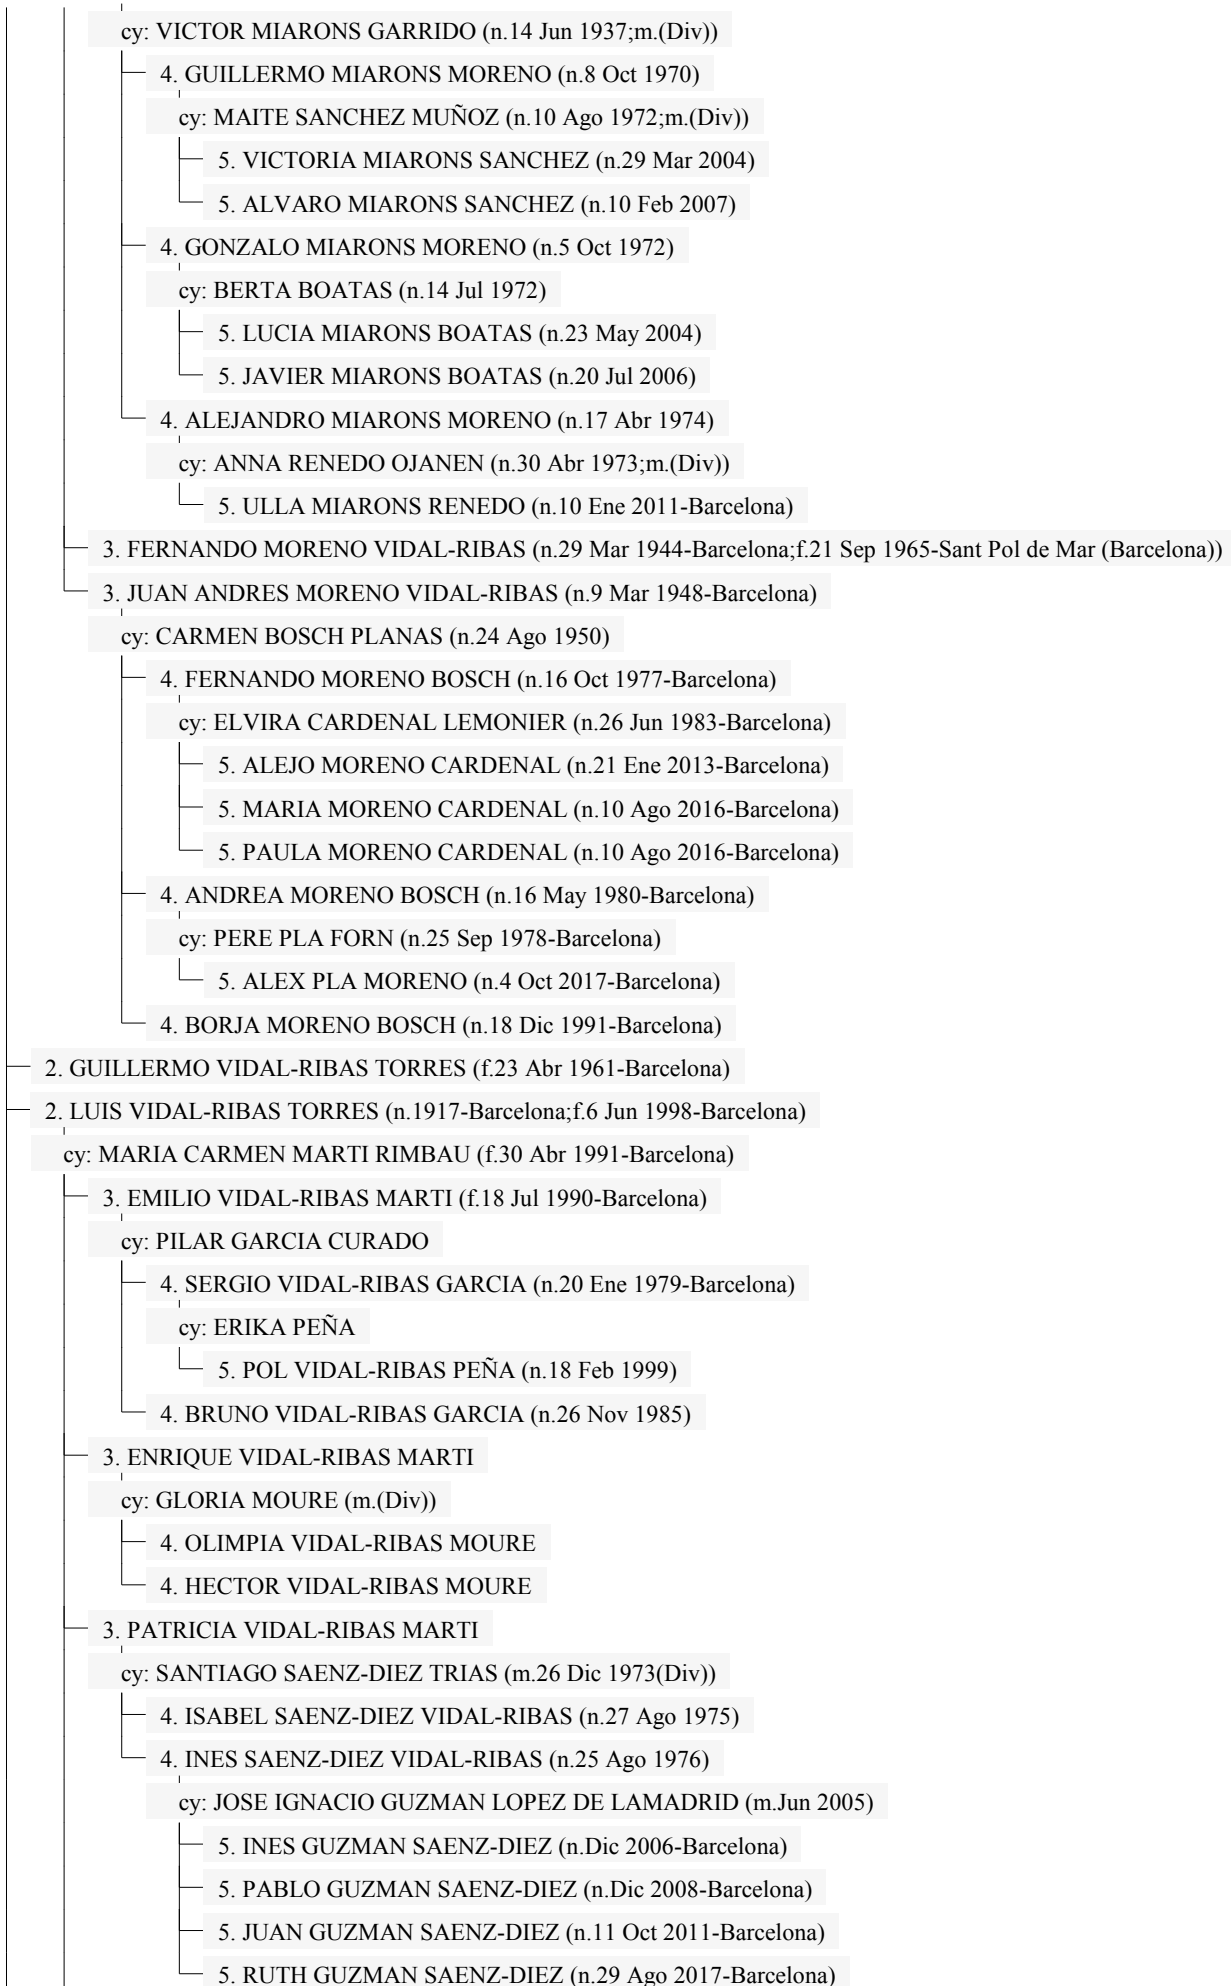 cy: VICTOR MIARONS GARRIDO (n.14 Jun 1937;m.(Div))
4. GUILLERMO MIARONS MORENO (n.8 Oct 1970)
cy: MAITE SANCHEZ MUÑOZ (n.10 Ago 1972;m.(Div))
5. VICTORIA MIARONS SANCHEZ (n.29 Mar 2004)
5. ALVARO MIARONS SANCHEZ (n.10 Feb 2007)
4. GONZALO MIARONS MORENO (n.5 Oct 1972)
cy: BERTA BOATAS (n.14 Jul 1972)
5. LUCIA MIARONS BOATAS (n.23 May 2004)
5. JAVIER MIARONS BOATAS (n.20 Jul 2006)
4. ALEJANDRO MIARONS MORENO (n.17 Abr 1974)
cy: ANNA RENEDO OJANEN (n.30 Abr 1973;m.(Div))
5. ULLA MIARONS RENEDO (n.10 Ene 2011-Barcelona)
3. FERNANDO MORENO VIDAL-RIBAS (n.29 Mar 1944-Barcelona;f.21 Sep 1965-Sant Pol de Mar (Barcelona))
3. JUAN ANDRES MORENO VIDAL-RIBAS (n.9 Mar 1948-Barcelona)
cy: CARMEN BOSCH PLANAS (n.24 Ago 1950)
4. FERNANDO MORENO BOSCH (n.16 Oct 1977-Barcelona)
cy: ELVIRA CARDENAL LEMONIER (n.26 Jun 1983-Barcelona)
5. ALEJO MORENO CARDENAL (n.21 Ene 2013-Barcelona)
5. MARIA MORENO CARDENAL (n.10 Ago 2016-Barcelona)
5. PAULA MORENO CARDENAL (n.10 Ago 2016-Barcelona)
4. ANDREA MORENO BOSCH (n.16 May 1980-Barcelona)
cy: PERE PLA FORN (n.25 Sep 1978-Barcelona)
5. ALEX PLA MORENO (n.4 Oct 2017-Barcelona)
4. BORJA MORENO BOSCH (n.18 Dic 1991-Barcelona)
2. GUILLERMO VIDAL-RIBAS TORRES (f.23 Abr 1961-Barcelona)
2. LUIS VIDAL-RIBAS TORRES (n.1917-Barcelona;f.6 Jun 1998-Barcelona)
cy: MARIA CARMEN MARTI RIMBAU (f.30 Abr 1991-Barcelona)
3. EMILIO VIDAL-RIBAS MARTI (f.18 Jul 1990-Barcelona)
cy: PILAR GARCIA CURADO
4. SERGIO VIDAL-RIBAS GARCIA (n.20 Ene 1979-Barcelona)
cy: ERIKA PEÑA
5. POL VIDAL-RIBAS PEÑA (n.18 Feb 1999)
4. BRUNO VIDAL-RIBAS GARCIA (n.26 Nov 1985)
3. ENRIQUE VIDAL-RIBAS MARTI
cy: GLORIA MOURE (m.(Div))
4. OLIMPIA VIDAL-RIBAS MOURE
4. HECTOR VIDAL-RIBAS MOURE
3. PATRICIA VIDAL-RIBAS MARTI
cy: SANTIAGO SAENZ-DIEZ TRIAS (m.26 Dic 1973(Div))
4. ISABEL SAENZ-DIEZ VIDAL-RIBAS (n.27 Ago 1975)
4. INES SAENZ-DIEZ VIDAL-RIBAS (n.25 Ago 1976)
cy: JOSE IGNACIO GUZMAN LOPEZ DE LAMADRID (m.Jun 2005)
5. INES GUZMAN SAENZ-DIEZ (n.Dic 2006-Barcelona)
5. PABLO GUZMAN SAENZ-DIEZ (n.Dic 2008-Barcelona)
5. JUAN GUZMAN SAENZ-DIEZ (n.11 Oct 2011-Barcelona)
5. RUTH GUZMAN SAENZ-DIEZ (n.29 Ago 2017-Barcelona)